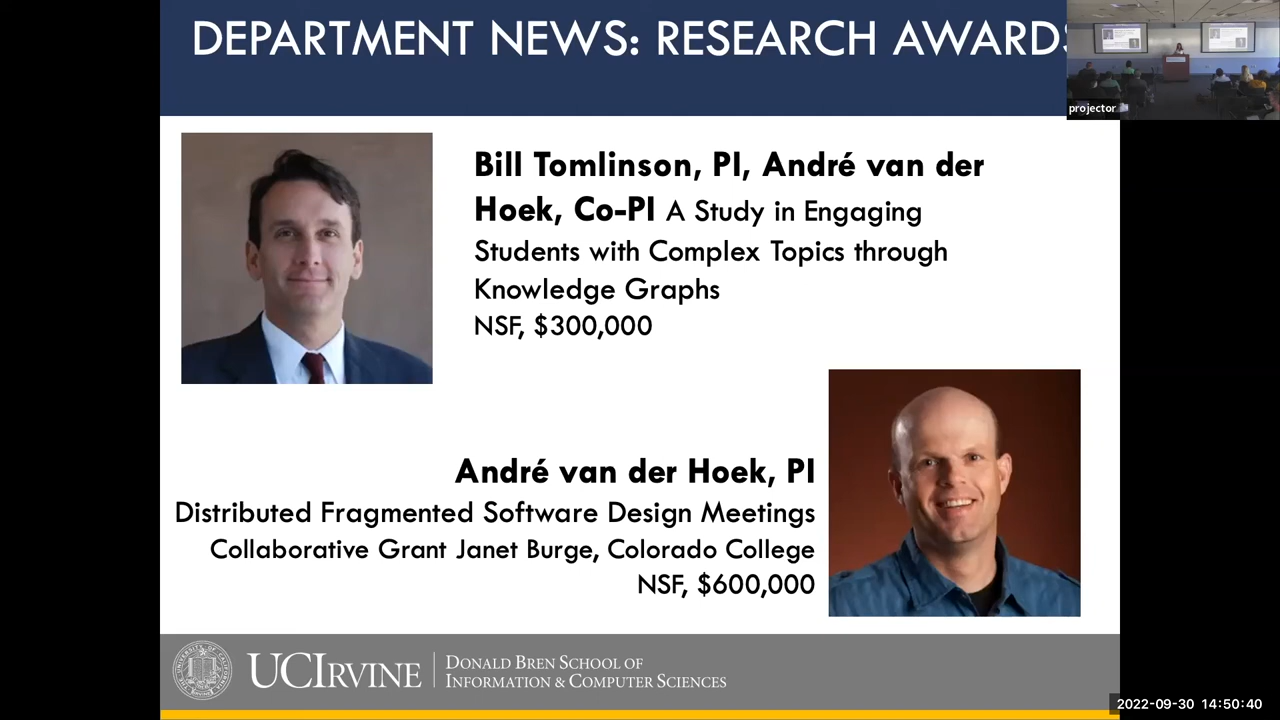 DEPARTMENT NEWS: RESEARCH AWARDS
projector
Bill Tomlinson, PI, André van der
Hoek, Co-PI A Study in Engaging
Students with Complex Topics through
Knowledge Graphs
NSF, $300,000
André van der Hoek, PI
Distributed Fragmented Software Design Meetings
Collaborative Grant Janet Burge, Colorado College
NSF, $600,000
UCIRVINE
DONALD BREN SCHOOL OF
INFORMATION & COMPUTER SCIENCES
2022-09-30 14:50:40